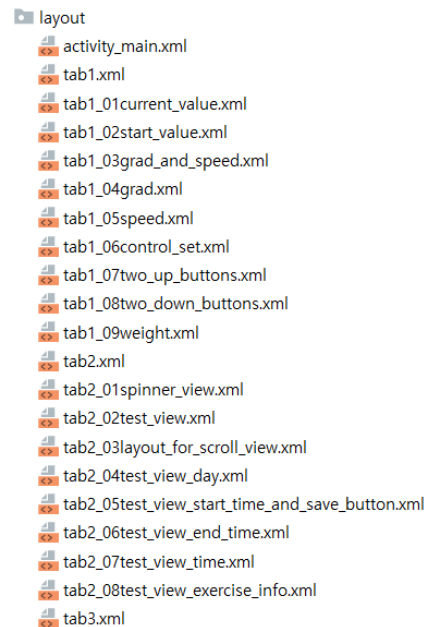 layout
activity_main.xml
tab1.xml
tab1_01current_value.xml
tab1_02start_value.xml
tab1_03grad_and_speed.xml
tab1_04grad.xml
tab1_05speed.xml
tab1_06control_set.xml
tab1_07two_up_buttons.xml
tab1_08two_down_buttons.xml
tab1_09weight.xml
tab2.xml
tab2_01spinner_view.xml
tab2_02test_view.xml
tab2_03layout_for_scroll_view.xml
tab2_04test_view_day.xml
tab2_05test_view_start_time_and_save_button.xml
tab2_06test_view_end_time.xml
tab2_07test_view_time.xml
tab2_08test_view_exercise_info.xml
tab3.xml